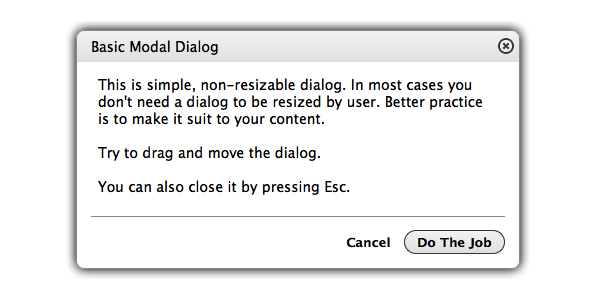 Basic Modal Dialog
This is simple, non-resizable dialog. In most cases you
don't need a dialog to be resized by user. Better practice
is to make it suit to your content.
Try to drag and move the dialog.
You can also close it by pressing Esc.
Cancel Do The Job